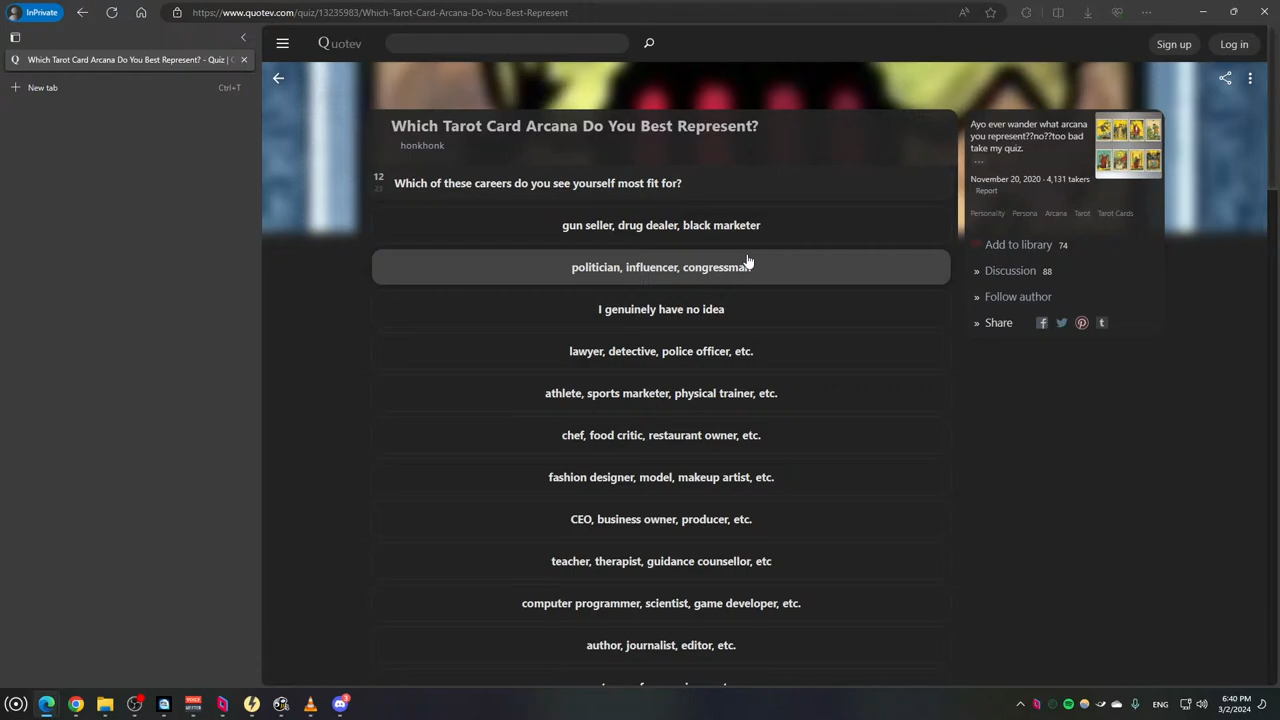 InPrivate
https://www.quotev.com/quiz/13235983/Which-Tarot-Card-Arcana-Do-You-Best-Represent
Q Which Tarot Card Arcana Do You Best Represent? - Quiz |
New tab Ctrl+T
Quotev
Sign up Log in
Which Tarot Card Arcana Do You Best Represent?
honkhonk
12
23
Which of these careers do you see yourself most fit for?
gun seller, drug dealer, black marketer
politician, influencer, congressman
I genuinely have no idea
lawyer, detective, police officer, etc.
athlete, sports marketer, physical trainer, etc.
chef, food critic, restaurant owner, etc.
fashion designer, model, makeup artist, etc.
CEO, business owner, producer, etc.
teacher, therapist, guidance counsellor, etc
computer programmer, scientist, game developer, etc.
author, journalist, editor, etc.
Ayo ever wander what arcana
you represent??no??too bad
take my quiz.
...
November 20, 2020 · 4,131 takers
Report
Personality Persona Arcana Tarot Tarot Cards
Add to library 74
» Discussion 88
» Follow author
» Share
3
ENG
6:40 PM
3/2/2024